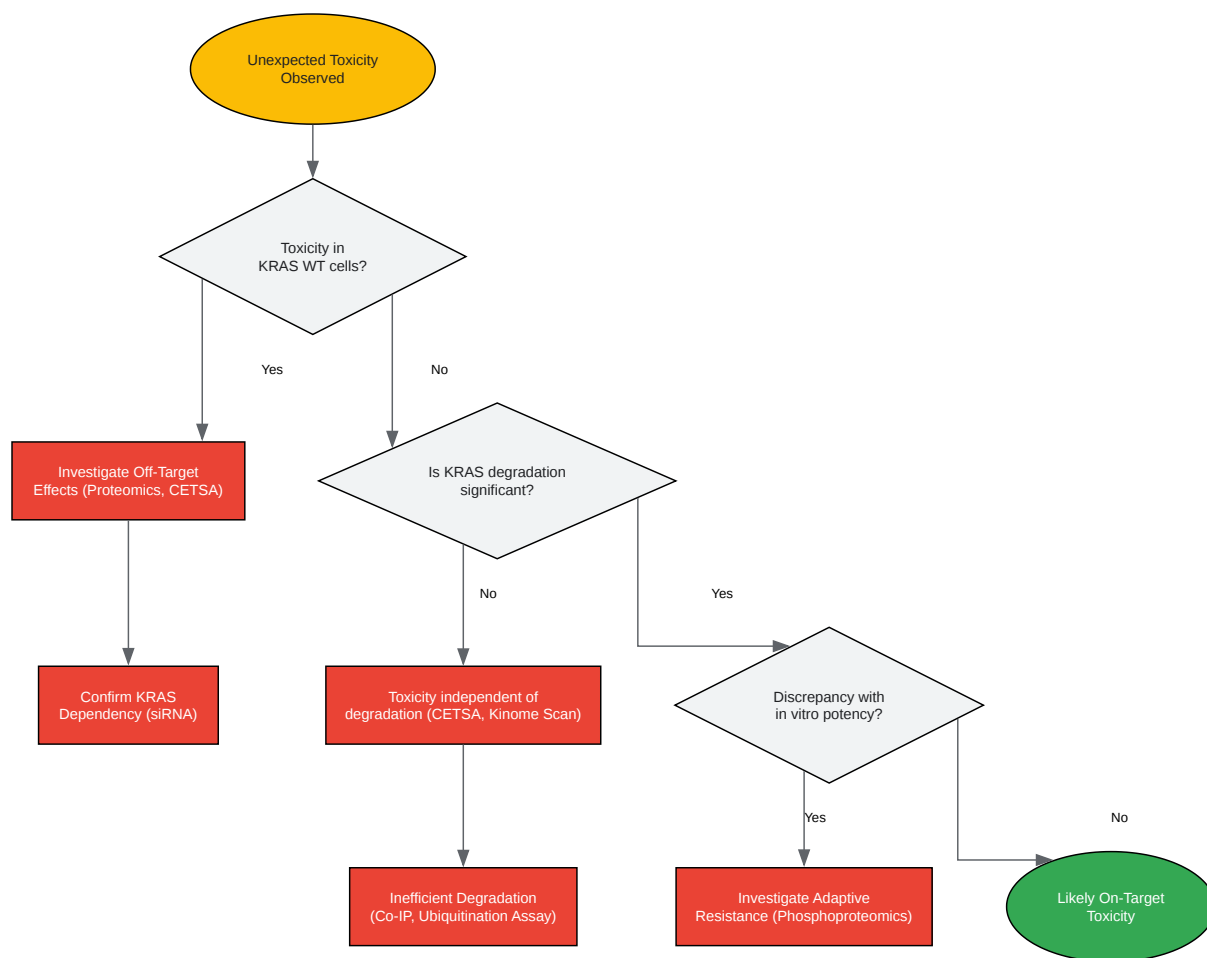 Unexpected Toxicity
Observed
Toxicity in
KRAS WT cells?
Yes
No
Investigate Off-Target
Effects (Proteomics, CETSA)
Is KRAS degradation
significant?
No
Yes
Confirm KRAS
Dependency (siRNA)
Toxicity independent of
degradation (CETSA, Kinome Scan)
Discrepancy with
in vitro potency?
Yes
No
Inefficient Degradation
(Co-IP, Ubiquitination Assay)
Investigate Adaptive
Resistance (Phosphoproteomics)
Likely On-Target
Toxicity